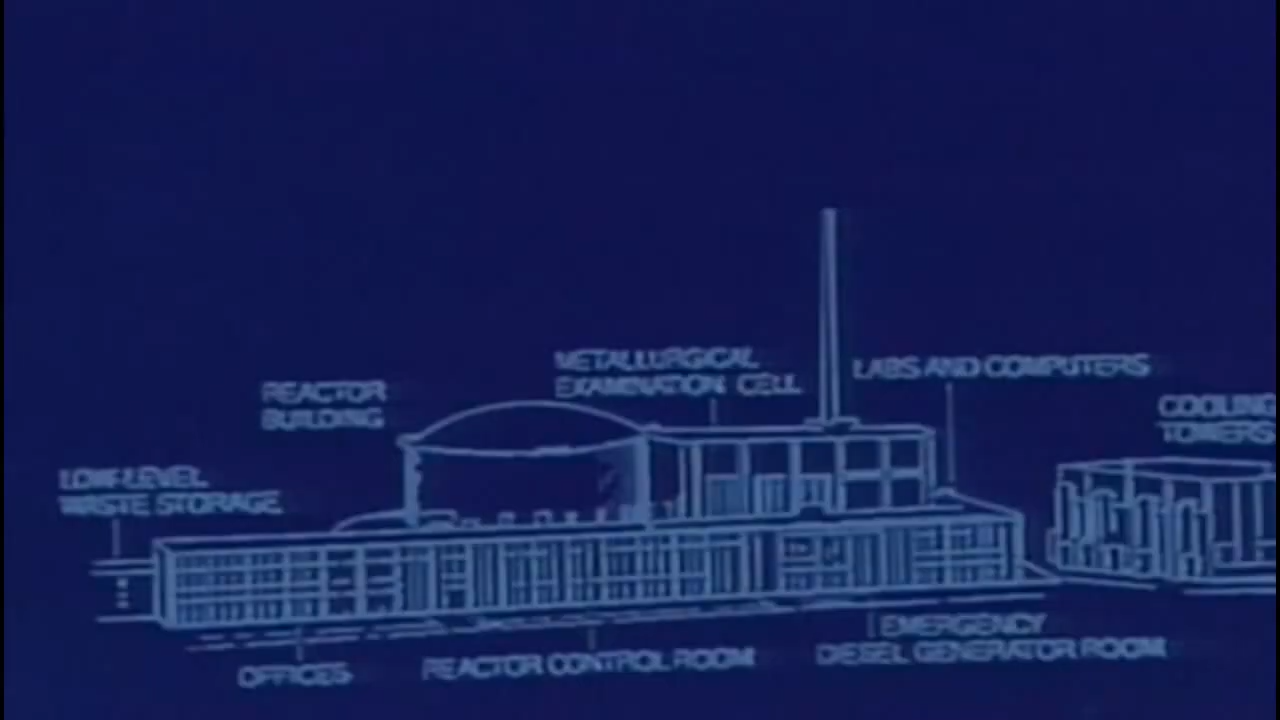 METALLURGICAL
EXAMINATION CELL
LABS AND COMPUTERS
REACTOR
BUILDING
COOLING
TOWERS
LOW-LEVEL
WASTE STORAGE
EMERGENCY
DIESEL GENERATOR ROOM
REACTOR CONTROL ROOM
OFFICES